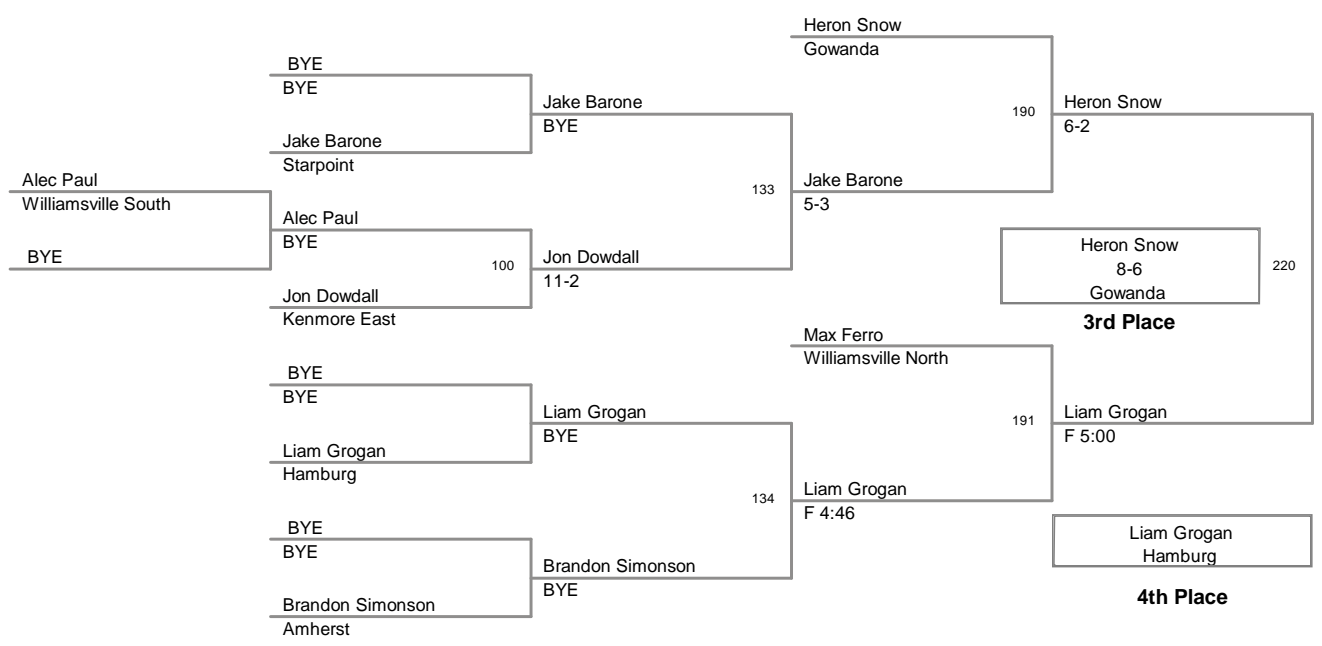 Heron Snow
Gowanda
BYE
BYE
Jake Barone
BYE
190
Heron Snow
6-2
Jake Barone
Starpoint
Alec Paul
Williamsville South
133
Jake Barone
5-3
Alec Paul
BYE
BYE
100
Jon Dowdall
11-2
Heron Snow
8-6
Gowanda
220
3rd Place
Jon Dowdall
Kenmore East
Max Ferro
Williamsville North
BYE
BYE
Liam Grogan
BYE
191
Liam Grogan
F 5:00
Liam Grogan
Hamburg
134
Liam Grogan
F 4:46
BYE
BYE
Liam Grogan
Hamburg
4th Place
Brandon Simonson
BYE
Brandon Simonson
Amherst